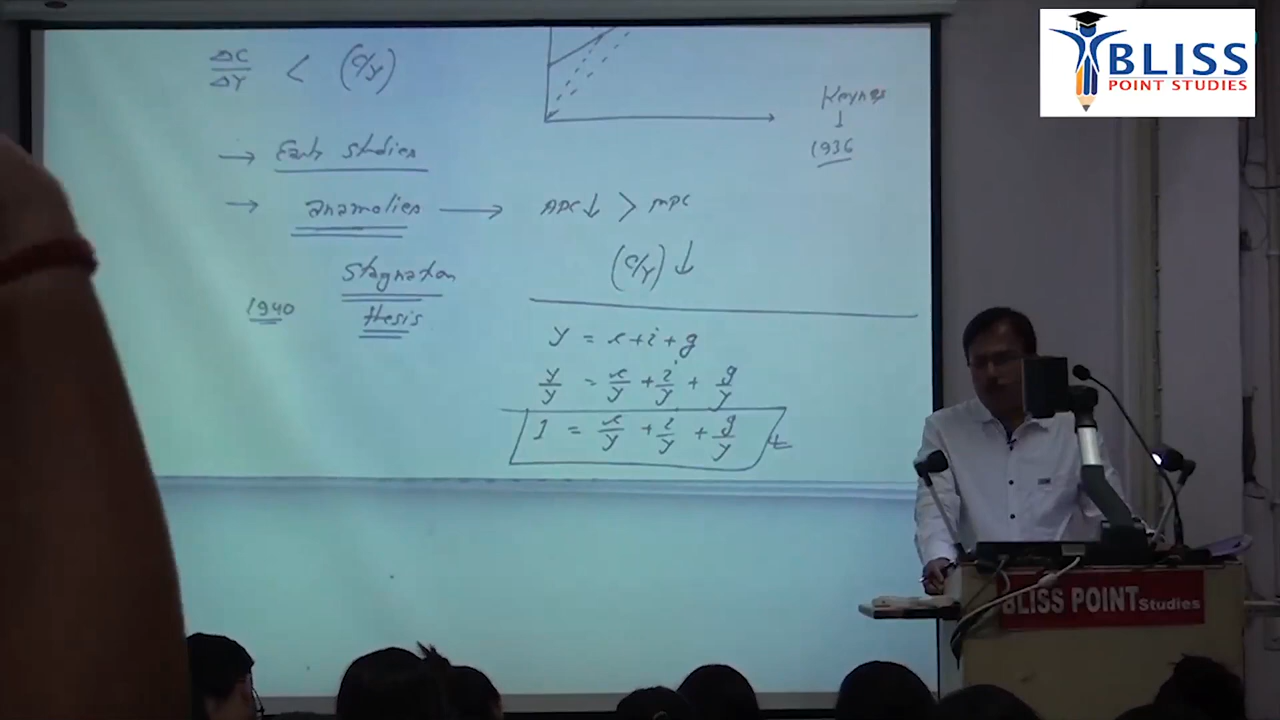 BLISS
POINT STUDIES
ΔC/ΔY < (C/Y)
Keynes
↓
1936
→ Early studies
→ anamolies → APC↓ > MPC
(C/Y) ↓
stagnation
thesis
1940
y = c+i+g
y/y = c/y + i/y + g/y
1 = c/y + i/y + g/y
BLISS POINT Studies